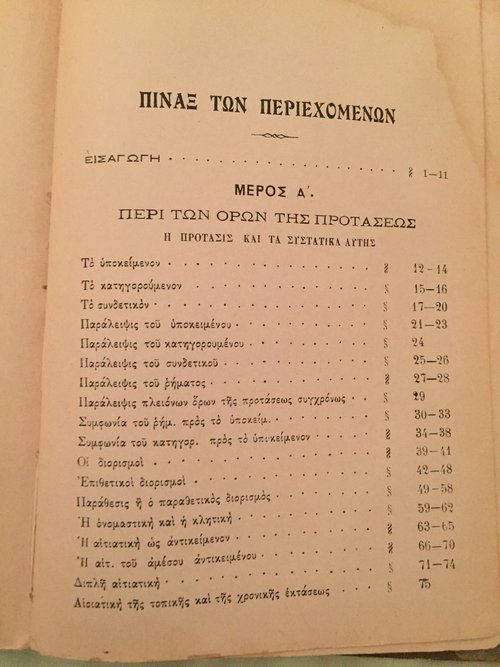 ΠΙΝΑΞ ΤΩΝ ΠΕΡΙΕΧΟΜΕΝΩΝ
ΕΙΣΑΓΩΓΗ . . . . . . . . . . . . . . § 1—11
ΜΕΡΟΣ Α΄.
ΠΕΡΙ ΤΩΝ ΟΡΩΝ ΤΗΣ ΠΡΟΤΑΣΕΩΣ
Η ΠΡΟΤΑΣΙΣ ΚΑΙ ΤΑ ΣΥΣΤΑΤΙΚΑ ΑΥΤΗΣ
Τὸ ὑποκείμενον . . . . . . . . . . § 12-14
Τὸ κατηγορούμενον . . . . . . . . . § 15—16
Τὸ συνδετικὸν . . . . . . . . . . § 17—20
Παράλειψις τοῦ ὑποκειμένου . . . . . . . § 21—23
Παράλειψις τοῦ κατηγορουμένου . . . . . . § 24
Παράλειψις τοῦ συνδετικοῦ . . . . . . . § 25—26
Παράλειψις τοῦ ῥήματος . . . . . . . . § 27—28
Παράλειψις πλειόνων ὅρων τῆς προτάσεως συγχρόνως . . § 29
Συμφωνία τοῦ ῥήμ. πρὸς τὸ ὑποκείμ. . . . . . § 30—33
Συμφωνία τοῦ κατηγορ. πρὸς τὸ ὑποκείμενον . . . . § 34—38
Οἱ διορισμοὶ . . . . . . . . . . § 39—41
Ἐπιθετικοὶ διορισμοὶ . . . . . . . . § 42—48
Παράθεσις ἢ ὁ παραθετικὸς διορισμὸς . . . . . § 49—58
Ἡ ὀνομαστικὴ καὶ ἡ κλητικὴ . . . . . . . § 59—62
Ἡ αἰτιατικὴ ὡς ἀντικείμενον . . . . . . . § 63—65
Ἡ αἰτ. τοῦ ἀμέσου ἀντικειμένου . . . . . . § 66—70
Διπλῆ αἰτιατικὴ . . . . . . . . . § 71—74
Αἰτιατικὴ τῆς τοπικῆς καὶ τῆς χρονικῆς ἐκτάσεως . . § 75